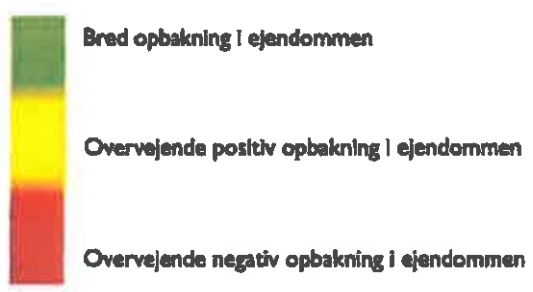 Bred opbakning i ejendommen
Overvejende positiv opbakning i ejendommen
Overvejende negativ opbakning i ejendommen